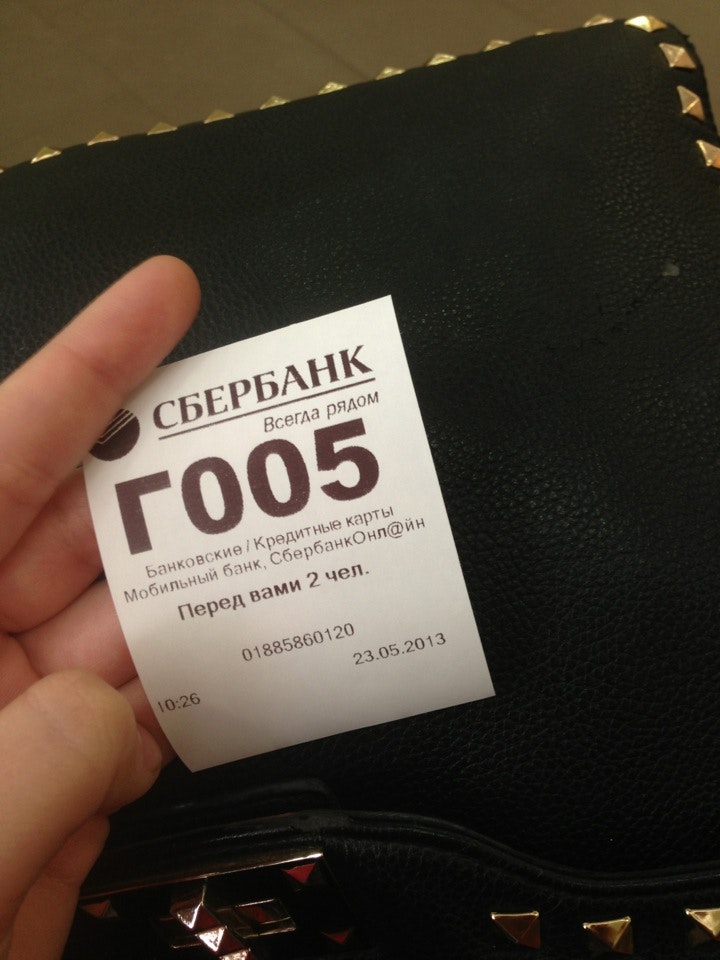 СБЕРБАНК
Всегда рядом
Г005
Банковские / Кредитные карты
Мобильный банк, СбербанкОнл@йн
Перед вами 2 чел.
01885860120
23.05.2013
10:26